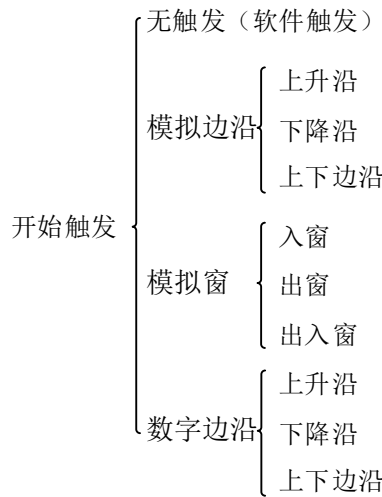 无触发（软件触发）
上升沿
模拟边沿
下降沿
上下边沿
开始触发
入窗
模拟窗
出窗
出入窗
上升沿
数字边沿
下降沿
上下边沿